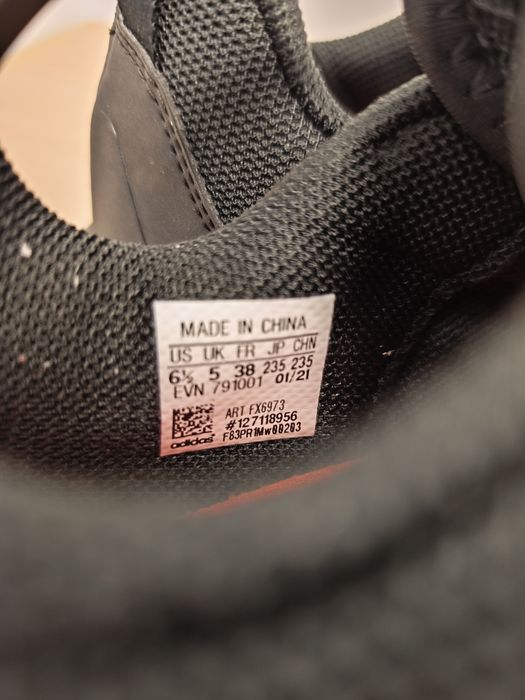 MADE IN CHINA
US UK FR JP CHN
6½ 5 38 235 235
EVN 791001 01/21
ART FX6973
#127118956
adidas F83PR1Mw00203